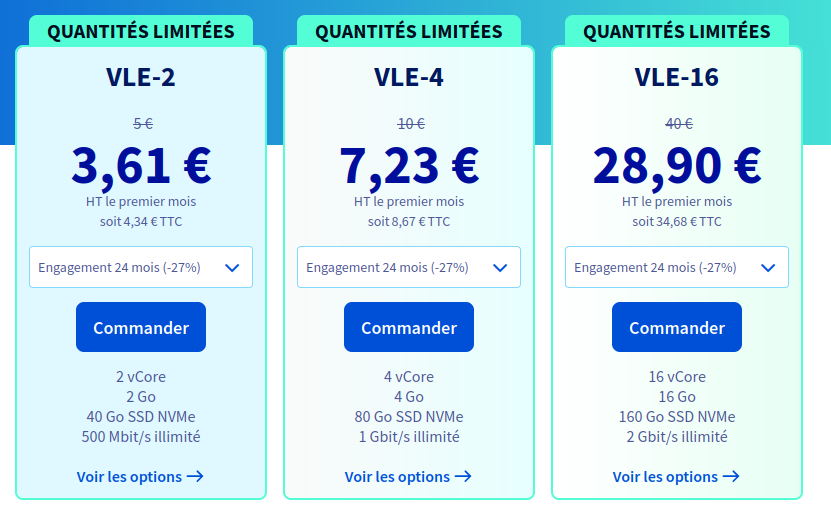 QUANTITÉS LIMITÉES
VLE-2
5 €
3,61 €
HT le premier mois
soit 4,34 € TTC
Engagement 24 mois (-27%)
Commander
2 vCore
2 Go
40 Go SSD NVMe
500 Mbit/s illimité
Voir les options →
QUANTITÉS LIMITÉES
VLE-4
10 €
7,23 €
HT le premier mois
soit 8,67 € TTC
Engagement 24 mois (-27%)
Commander
4 vCore
4 Go
80 Go SSD NVMe
1 Gbit/s illimité
Voir les options →
QUANTITÉS LIMITÉES
VLE-16
40 €
28,90 €
HT le premier mois
soit 34,68 € TTC
Engagement 24 mois (-27%)
Commander
16 vCore
16 Go
160 Go SSD NVMe
2 Gbit/s illimité
Voir les options →